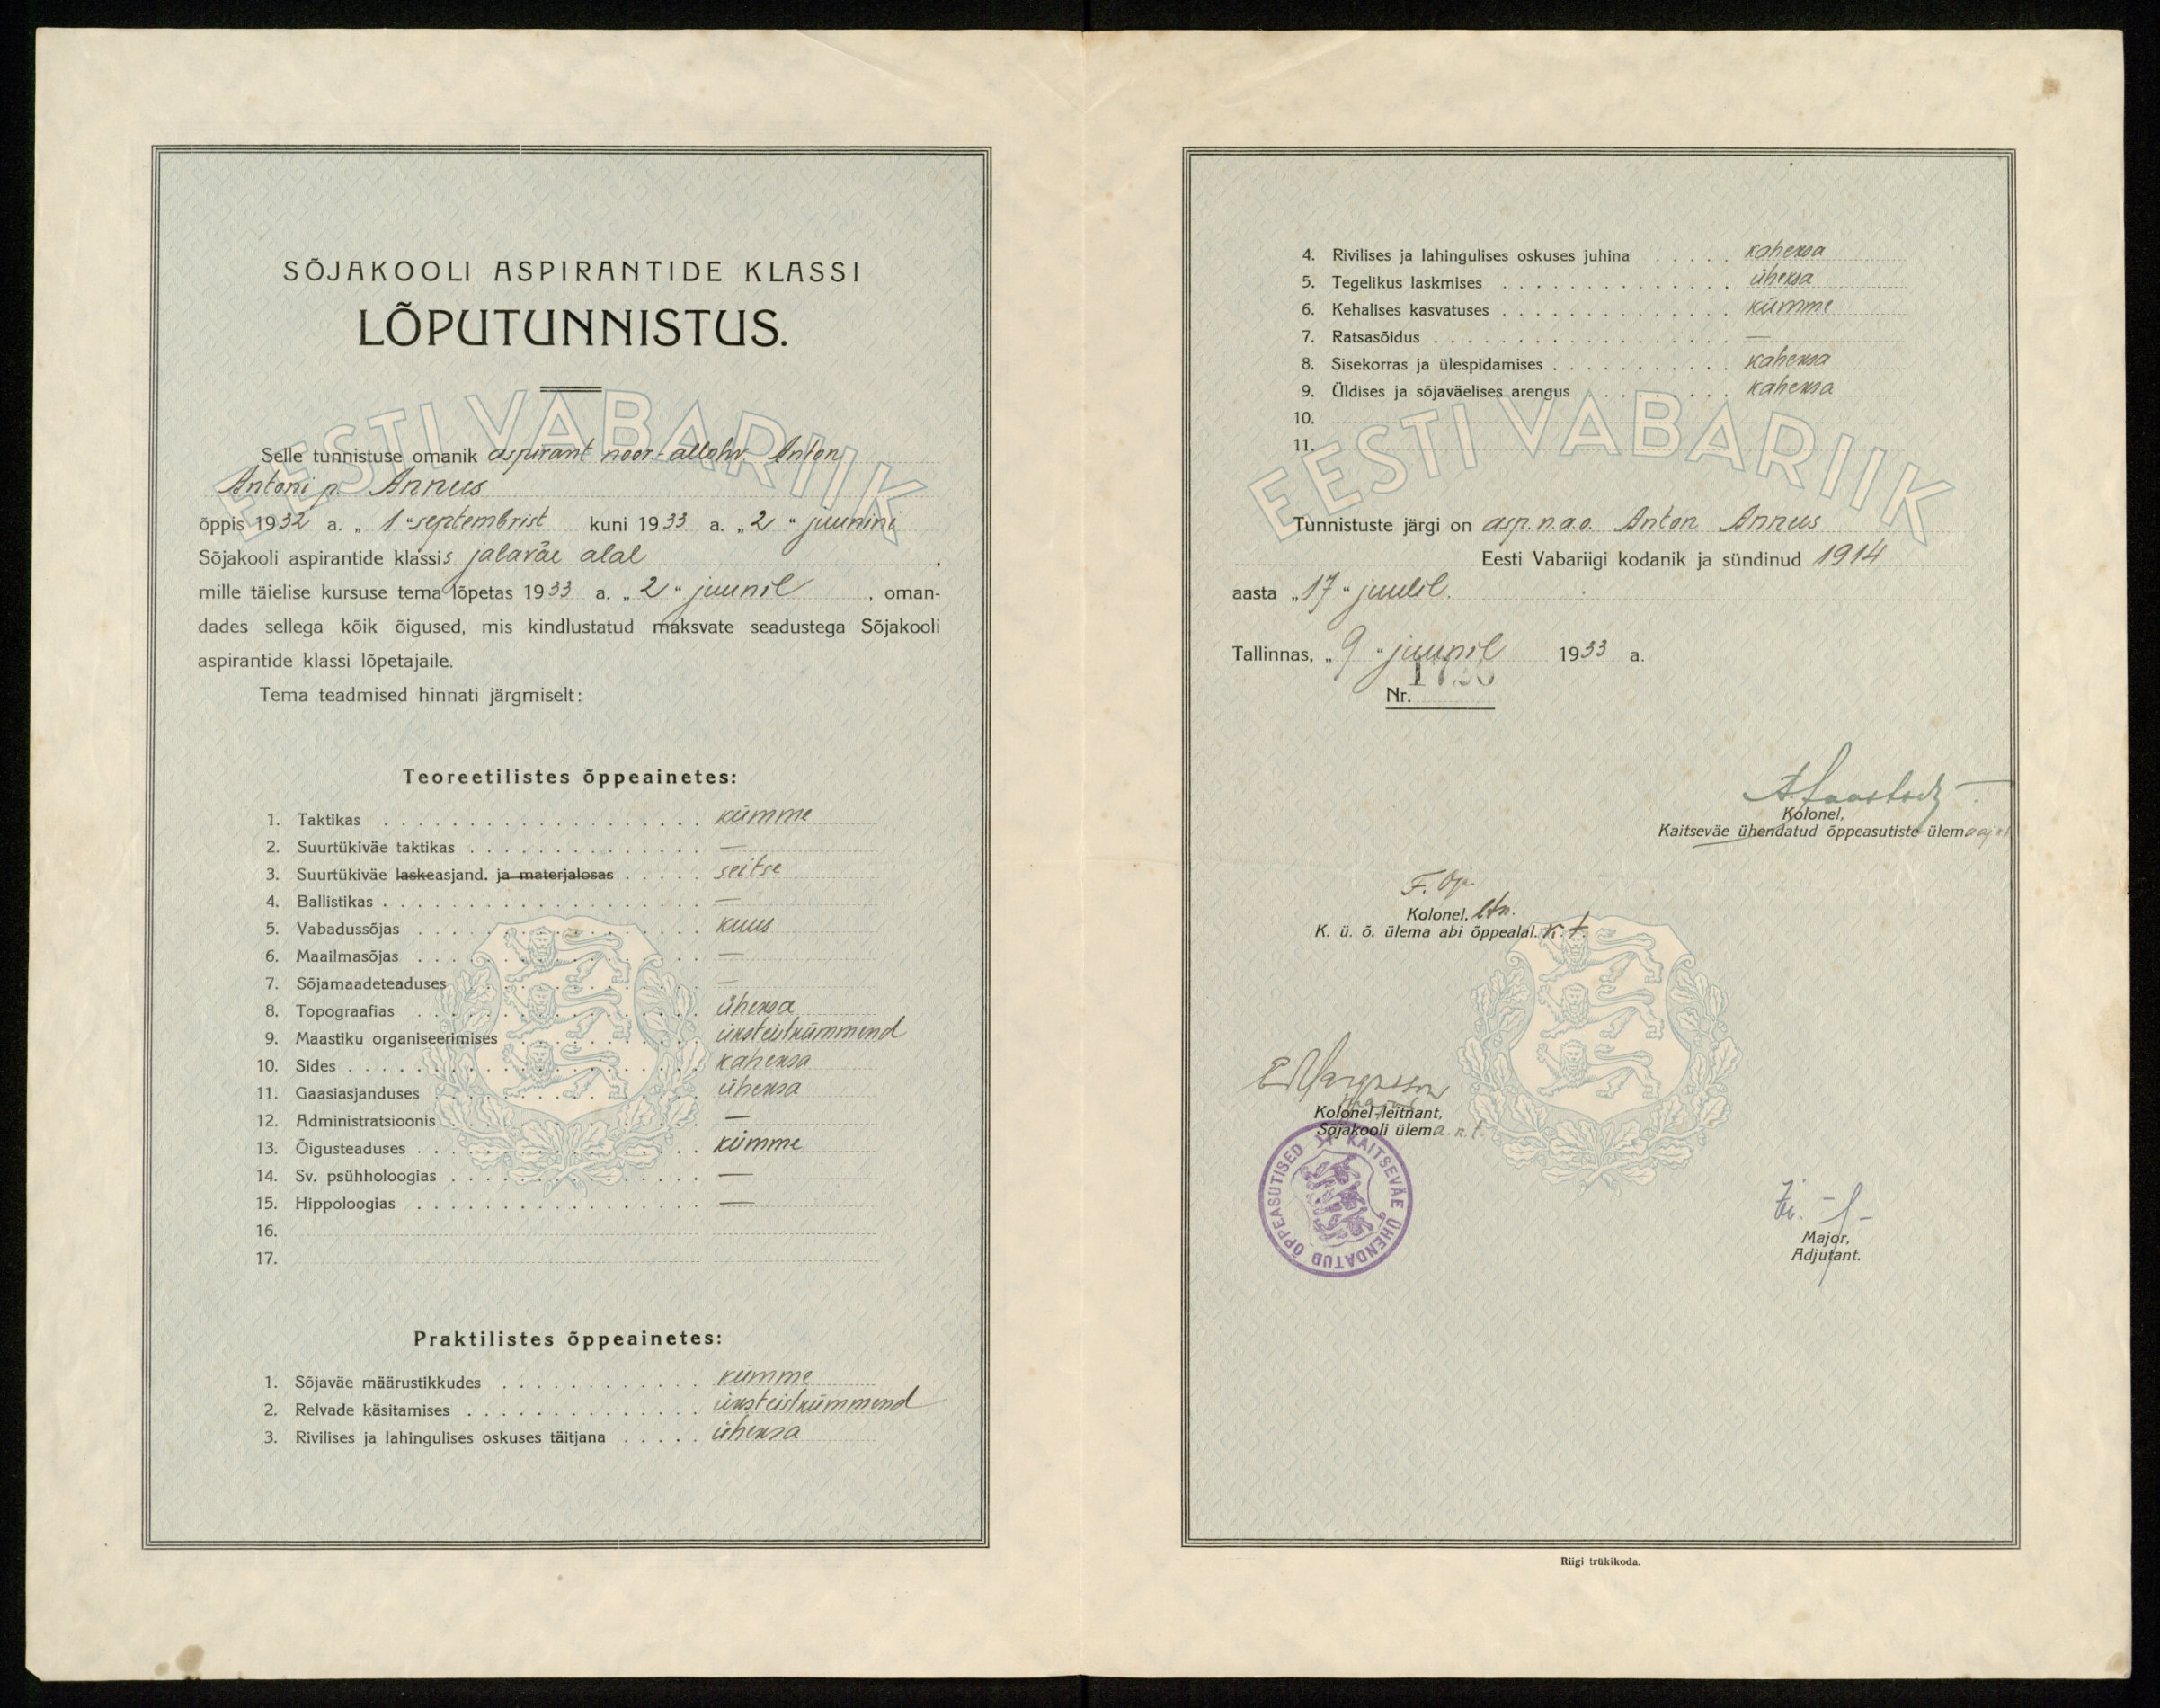 SÕJAKOOLI ASPIRANTIDE KLASSI
LÕPUTUNNISTUS.
EESTI VABARIIK
Selle tunnistuse omanik aspirant noor-allohv. Anton
Antoni p. Annus
õppis 1932 a. „1" septembrist kuni 1933 a. „2" juunini
Sõjakooli aspirantide klassis jalaväe alal,
mille täielise kursuse tema lõpetas 1933 a. „2" juunil, oman-
dades sellega kõik õigused, mis kindlustatud maksvate seadustega Sõjakooli
aspirantide klassi lõpetajaile.
Tema teadmised hinnati järgmiselt:
Teoreetilistes õppeainetes:
1. Taktikas kümme
2. Suurtükiväe taktikas —
3. Suurtükiväe laskeasjand. ja materjalosas seitse
4. Ballistikas —
5. Vabadussõjas kuus
6. Maailmasõjas —
7. Sõjamaadeteaduses —
8. Topograafias üheksa
9. Maastiku organiseerimises üksteistkümmend
10. Sides kaheksa
11. Gaasiasjanduses üheksa
12. Administratsioonis —
13. Õigusteaduses kümme
14. Sv. psühholoogias —
15. Hippoloogias —
16.
17.
Praktilistes õppeainetes:
1. Sõjaväe määrustikkudes kümme
2. Relvade käsitamises üksteistkümmend
3. Rivilises ja lahingulises oskuses täitjana üheksa
4. Rivilises ja lahingulises oskuses juhina kaheksa
5. Tegelikus laskmises üheksa
6. Kehalises kasvatuses kümme
7. Ratsasõidus —
8. Sisekorras ja ülespidamises kaheksa
9. Üldises ja sõjaväelises arengus kaheksa
10.
11.
EESTI VABARIIK
Tunnistuste järgi on asp. n.a.o. Anton Annus
Eesti Vabariigi kodanik ja sündinud 1914
aasta „17" juulil.
Tallinnas, „9" juunil 1933 a.
Nr.
Kolonel,
Kaitseväe ühendatud õppeasutiste ülem
F. Oja
Kolonel, ltn.
K. ü. õ. ülema abi õppealal. k. t.
Kolonel-leitnant,
Sõjakooli ülema k. t.
KAITSEVÄE ÜHENDATUD ÕPPEASUTISED
Major,
Adjutant.
Riigi trükikoda.